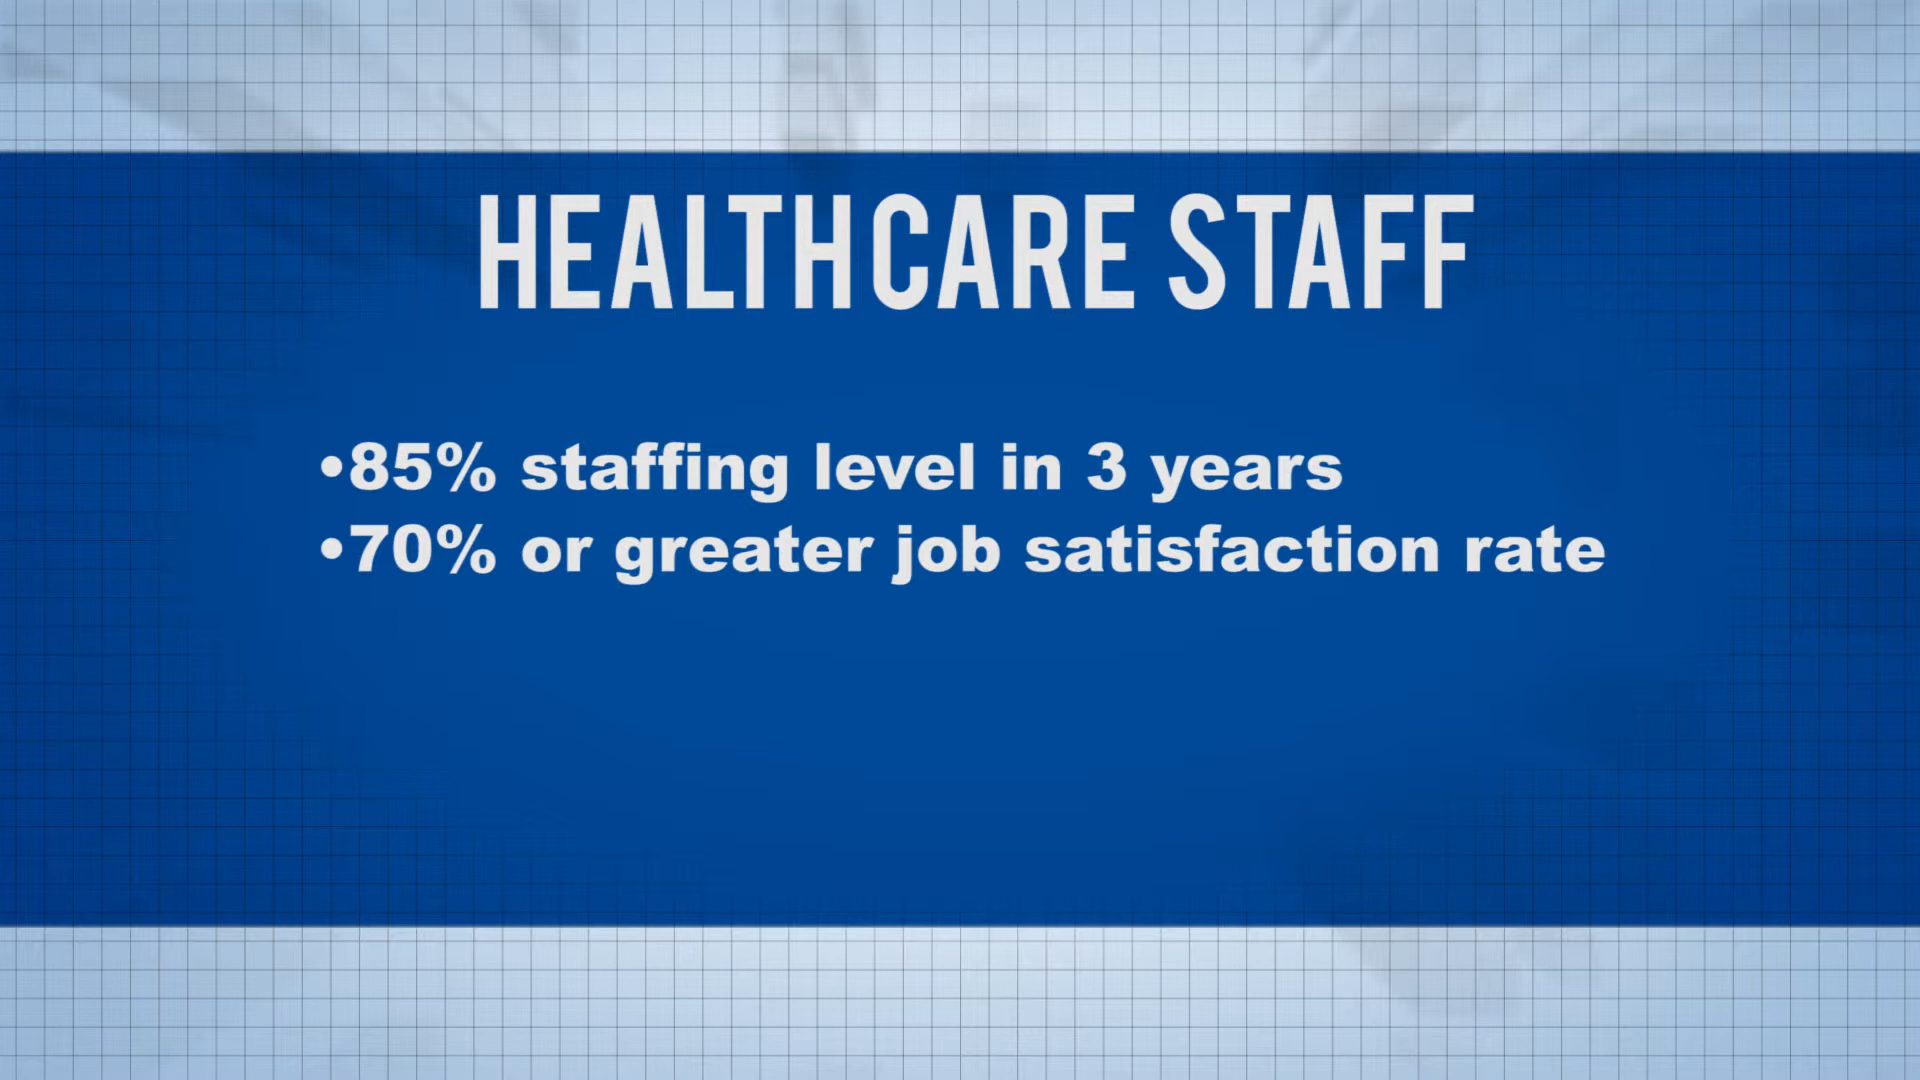 HEALTHCARE STAFF
•85% staffing level in 3 years
•70% or greater job satisfaction rate